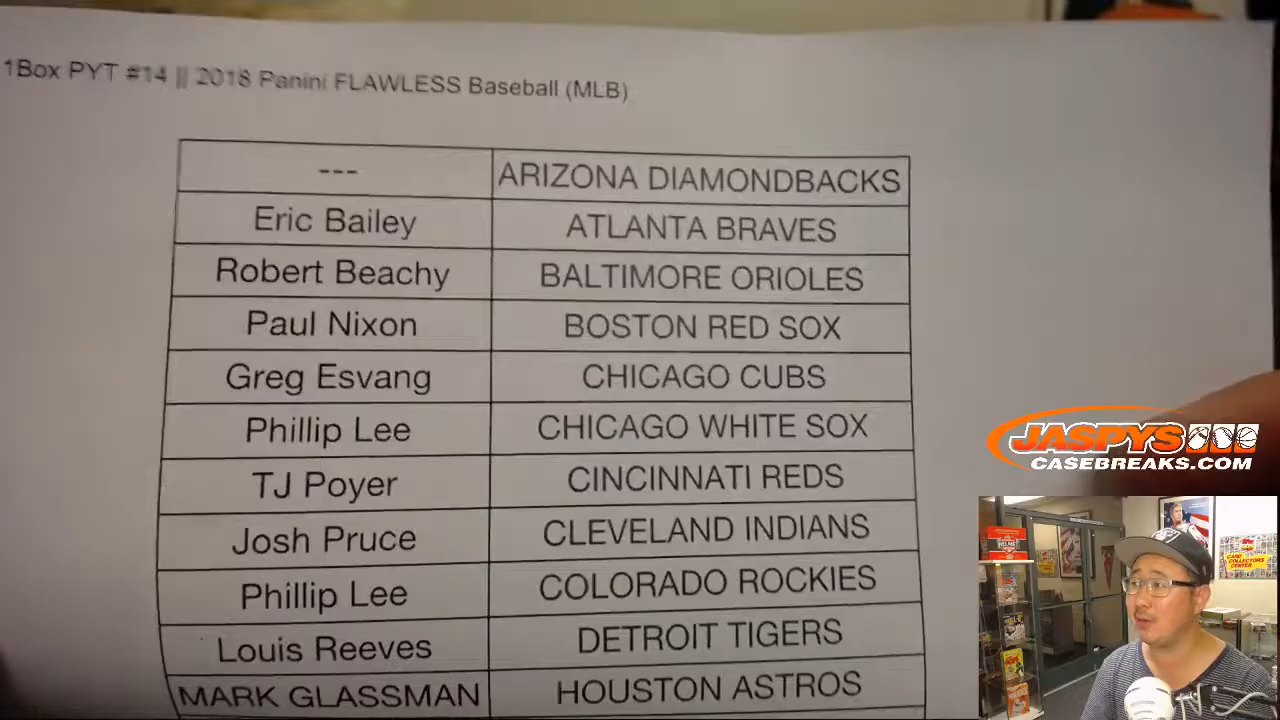 1Box PYT #14 || 2018 Panini FLAWLESS Baseball (MLB)
--- ARIZONA DIAMONDBACKS
Eric Bailey ATLANTA BRAVES
Robert Beachy BALTIMORE ORIOLES
Paul Nixon BOSTON RED SOX
Greg Esvang CHICAGO CUBS
Phillip Lee CHICAGO WHITE SOX
TJ Poyer CINCINNATI REDS
Josh Pruce CLEVELAND INDIANS
Phillip Lee COLORADO ROCKIES
Louis Reeves DETROIT TIGERS
MARK GLASSMAN HOUSTON ASTROS
JASPYS
CASEBREAKS.COM